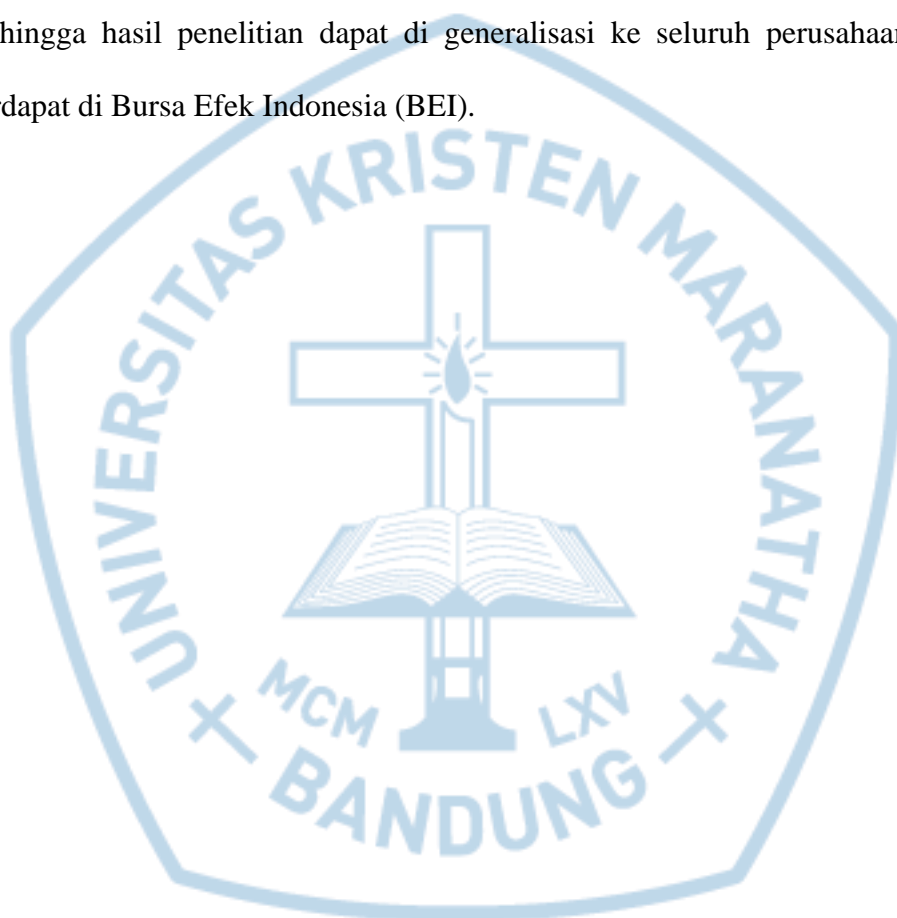 hingga hasil penelitian dapat di generalisasi ke seluruh perusahaan
rdapat di Bursa Efek Indonesia (BEI).
UNIVERSITAS KRISTEN MARANATHA
MCM LXV
BANDUNG